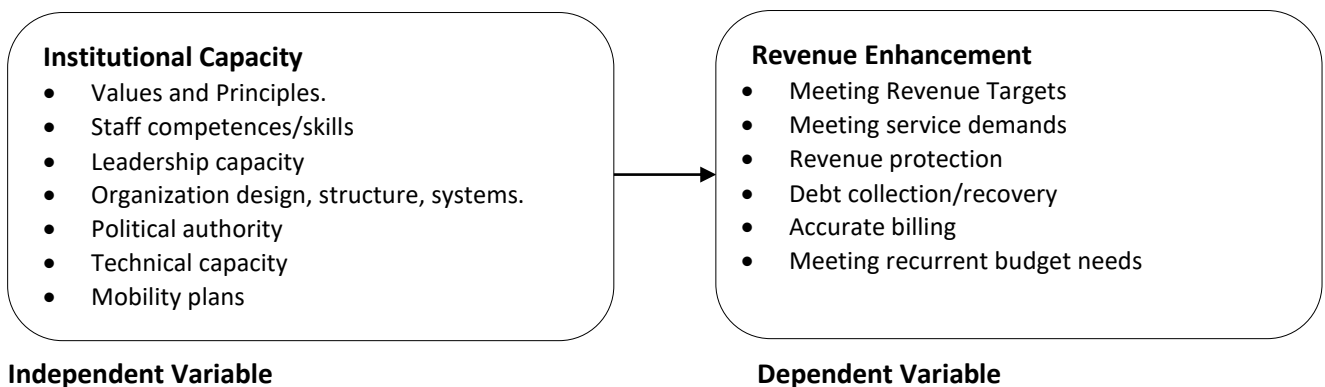 Institutional Capacity
• Values and Principles.
• Staff competences/skills
• Leadership capacity
• Organization design, structure, systems.
• Political authority
• Technical capacity
• Mobility plans
Revenue Enhancement
• Meeting Revenue Targets
• Meeting service demands
• Revenue protection
• Debt collection/recovery
• Accurate billing
• Meeting recurrent budget needs
Independent Variable
Dependent Variable